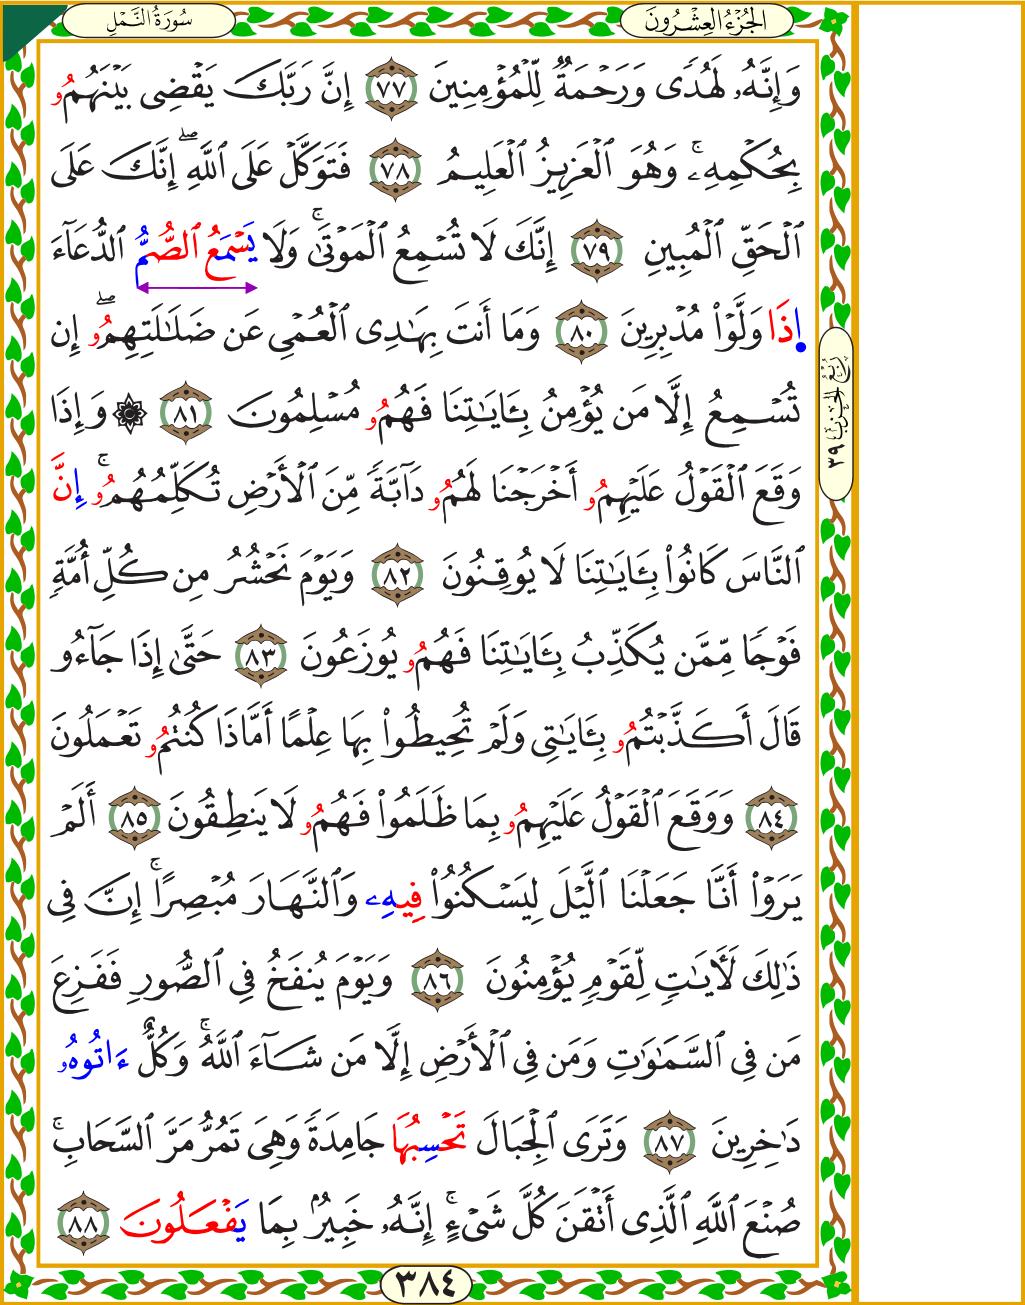 سُورَةُ النَّمْلِ
الجُزْءُ العِشْرُونَ
وَإِنَّهُۥ لَهُدٗى وَرَحۡمَةٞ لِّلۡمُؤۡمِنِينَ ٧٧ إِنَّ رَبَّكَ يَقۡضِي بَيۡنَهُمُۥ
بِحُكۡمِهِۦۚ وَهُوَ ٱلۡعَزِيزُ ٱلۡعَلِيمُ ٧٨ فَتَوَكَّلۡ عَلَى ٱللَّهِۖ إِنَّكَ عَلَى
ٱلۡحَقِّ ٱلۡمُبِينِ ٧٩ إِنَّكَ لَا تُسۡمِعُ ٱلۡمَوۡتَىٰۚ وَلَا يَسۡمَعُ ٱلصُّمُّ ٱلدُّعَآءَ
إِذَا وَلَّوۡاْ مُدۡبِرِينَ ٨٠ وَمَا أَنتَ بِهَٰدِي ٱلۡعُمۡيِ عَن ضَلَٰلَتِهِمُۥۖ إِن
تُسۡمِعُ إِلَّا مَن يُؤۡمِنُ بِـَٔايَٰتِنَا فَهُمُۥ مُسۡلِمُونَ ٨١ ۞ وَإِذَا
وَقَعَ ٱلۡقَوۡلُ عَلَيۡهِمُۥ أَخۡرَجۡنَا لَهُمُۥ دَآبَّةٗ مِّنَ ٱلۡأَرۡضِ تُكَلِّمُهُمُۥۚ إِنَّ
ٱلنَّاسَ كَانُواْ بِـَٔايَٰتِنَا لَا يُوقِنُونَ ٨٢ وَيَوۡمَ نَحۡشُرُ مِن كُلِّ أُمَّةٖ
فَوۡجٗا مِّمَّن يُكَذِّبُ بِـَٔايَٰتِنَا فَهُمُۥ يُوزَعُونَ ٨٣ حَتَّىٰ إِذَا جَآءُو
قَالَ أَكَذَّبۡتُمُۥ بِـَٔايَٰتِي وَلَمۡ تُحِيطُواْ بِهَا عِلۡمًا أَمَّاذَا كُنتُمُۥ تَعۡمَلُونَ
٨٤ وَوَقَعَ ٱلۡقَوۡلُ عَلَيۡهِمُۥ بِمَا ظَلَمُواْ فَهُمُۥ لَا يَنطِقُونَ ٨٥ أَلَمۡ
يَرَوۡاْ أَنَّا جَعَلۡنَا ٱلَّيۡلَ لِيَسۡكُنُواْ فِيهِۦ وَٱلنَّهَارَ مُبۡصِرًاۚ إِنَّ فِي
ذَٰلِكَ لَأٓيَٰتٖ لِّقَوۡمٖ يُؤۡمِنُونَ ٨٦ وَيَوۡمَ يُنفَخُ فِي ٱلصُّورِ فَفَزِعَ
مَن فِي ٱلسَّمَٰوَٰتِ وَمَن فِي ٱلۡأَرۡضِ إِلَّا مَن شَآءَ ٱللَّهُۚ وَكُلٌّ ءَاتُوهُۥ
دَٰخِرِينَ ٨٧ وَتَرَى ٱلۡجِبَالَ تَحۡسِبُهَا جَامِدَةٗ وَهِيَ تَمُرُّ مَرَّ ٱلسَّحَابِۚ
صُنۡعَ ٱللَّهِ ٱلَّذِي أَتۡقَنَ كُلَّ شَيۡءٍۚ إِنَّهُۥ خَبِيرُۢ بِمَا يَفۡعَلُونَ ٨٨
رُبْعُ الحِزْبِ ٣٩
٣٨٤